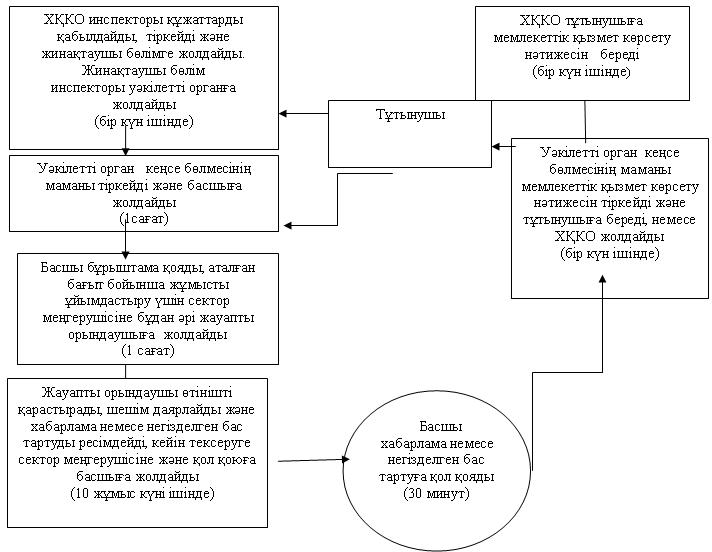 ХҚКО инспекторы құжаттарды
қабылдайды, тіркейді және
жинақтаушы бөлімге жолдайды.
Жинақтаушы бөлім
инспекторы уәкілетті органға
жолдайды
(бір күн ішінде)
Тұтынушы
ХҚКО тұтынушыға
мемлекеттік қызмет көрсету
нәтижесін береді
(бір күн ішінде)
Уәкілетті орган кеңсе бөлмесінің
маманы тіркейді және басшыға
жолдайды
(1сағат)
Уәкілетті орган кеңсе
бөлмесінің маманы
мемлекеттік қызмет көрсету
нәтижесін тіркейді және
тұтынушыға береді, немесе
ХҚКО жолдайды
(бір күн ішінде)
Басшы бұрыштама қояды, аталған
бағыт бойынша жұмысты
ұйымдастыру үшін сектор
меңгерушісіне бұдан әрі жауапты
орындаушыға жолдайды
(1 сағат)
Жауапты орындаушы өтінішті
қарастырады, шешім даярлайды және
хабарлама немесе негізделген бас
тартуды ресімдейді, кейін тексеруге
сектор меңгерушісіне және қол қоюға
басшыға жолдайды
(10 жұмыс күні ішінде)
Басшы
хабарлама немесе
негізделген бас
тартуға қол қояды
(30 минут)